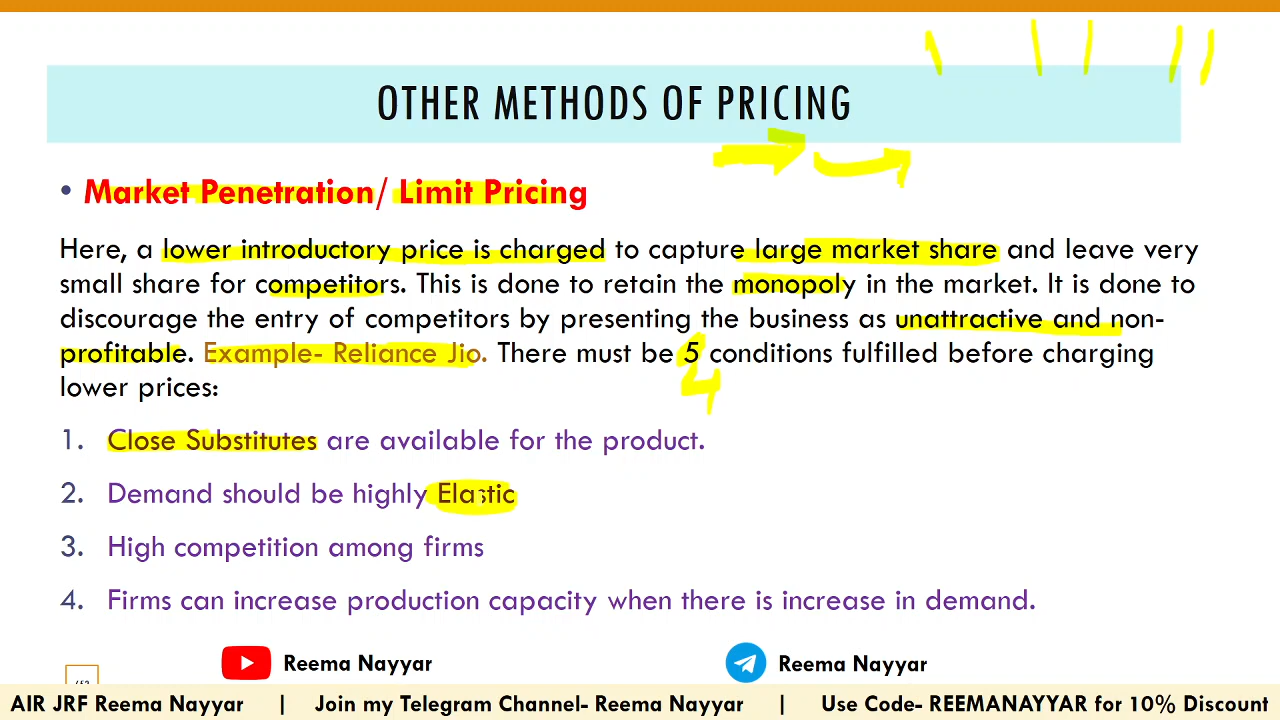 OTHER METHODS OF PRICING
• Market Penetration/ Limit Pricing
Here, a lower introductory price is charged to capture large market share and leave very
small share for competitors. This is done to retain the monopoly in the market. It is done to
discourage the entry of competitors by presenting the business as unattractive and non-
profitable. Example- Reliance Jio. There must be 5 conditions fulfilled before charging
4
lower prices:
1. Close Substitutes are available for the product.
2. Demand should be highly Elastic
3. High competition among firms
4. Firms can increase production capacity when there is increase in demand.
Reema Nayyar
Reema Nayyar
AIR JRF Reema Nayyar | Join my Telegram Channel- Reema Nayyar | Use Code- REEMANAYYAR for 10% Discount